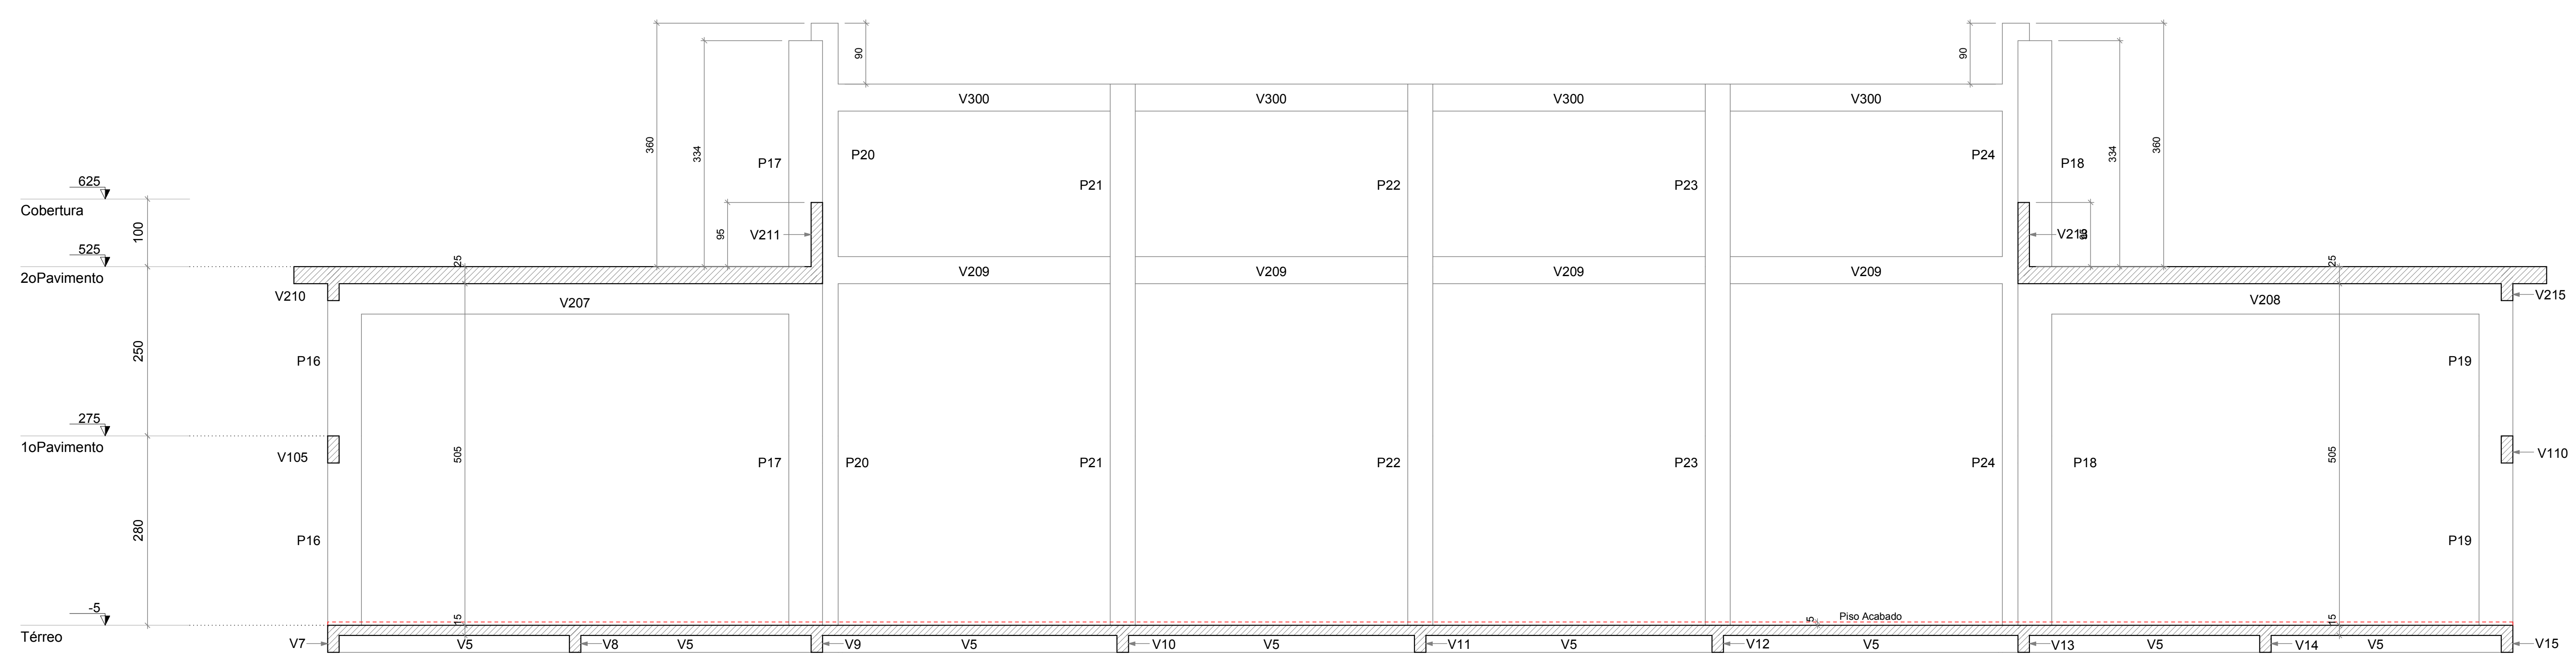 90
90
V300
V300
V300
V300
360
334
P17
P20
P24
P18
334
360
625
Cobertura
P21
P22
P23
100
95
V211
V213
525
2oPavimento
25
25
V209
V209
V209
V209
V210
V207
V208
V215
250
P16
P19
275
1oPavimento
V105
505
505
V110
P17
P20
P21
P22
P23
P24
P18
280
P16
P19
-5
Térreo
15
5
Piso Acabado
15
V7
V5
V8
V5
V9
V5
V10
V5
V11
V5
V12
V5
V13
V5
V14
V5
V15